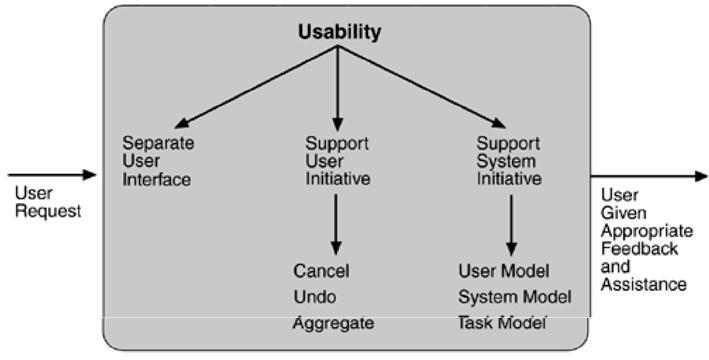 Usability
Separate
User
Interface
Support
User
Initiative
Support
System
Initiative
User
Request
User
Given
Appropriate
Feedback
and
Assistance
Cancel
Undo
Aggregate
User Model
System Model
Task Model